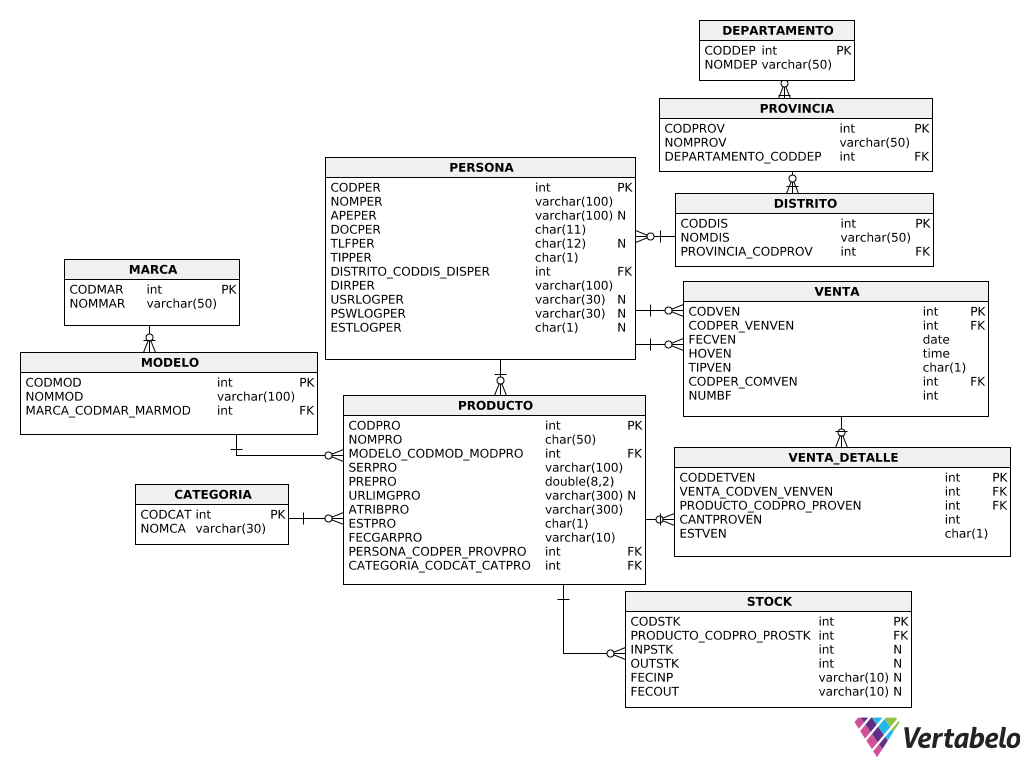 DEPARTAMENTO
CODDEP int PK
NOMDEP varchar(50)
PROVINCIA
CODPROV int PK
NOMPROV varchar(50)
DEPARTAMENTO_CODDEP int FK
DISTRITO
CODDIS int PK
NOMDIS varchar(50)
PROVINCIA_CODPROV int FK
PERSONA
CODPER int PK
NOMPER varchar(100)
APEPER varchar(100) N
DOCPER char(11)
TLFPER char(12) N
TIPPER char(1)
DISTRITO_CODDIS_DISPER int FK
DIRPER varchar(100)
USRLOGPER varchar(30) N
PSWLOGPER varchar(30) N
ESTLOGPER char(1) N
MARCA
CODMAR int PK
NOMMAR varchar(50)
VENTA
CODVEN int PK
CODPER_VENVEN int FK
FECVEN date
HOVEN time
TIPVEN char(1)
CODPER_COMVEN int FK
NUMBF int
MODELO
CODMOD int PK
NOMMOD varchar(100)
MARCA_CODMAR_MARMOD int FK
PRODUCTO
CODPRO int PK
NOMPRO char(50)
MODELO_CODMOD_MODPRO int FK
SERPRO varchar(100)
PREPRO double(8,2)
URLIMGPRO varchar(300) N
ATRIBPRO varchar(300)
ESTPRO char(1)
FECGARPRO varchar(10)
PERSONA_CODPER_PROVPRO int FK
CATEGORIA_CODCAT_CATPRO int FK
VENTA_DETALLE
CODDETVEN int PK
VENTA_CODVEN_VENVEN int FK
PRODUCTO_CODPRO_PROVEN int FK
CANTPROVEN int
ESTVEN char(1)
CATEGORIA
CODCAT int PK
NOMCA varchar(30)
STOCK
CODSTK int PK
PRODUCTO_CODPRO_PROSTK int FK
INPSTK int N
OUTSTK int N
FECINP varchar(10) N
FECOUT varchar(10) N
Vertabelo